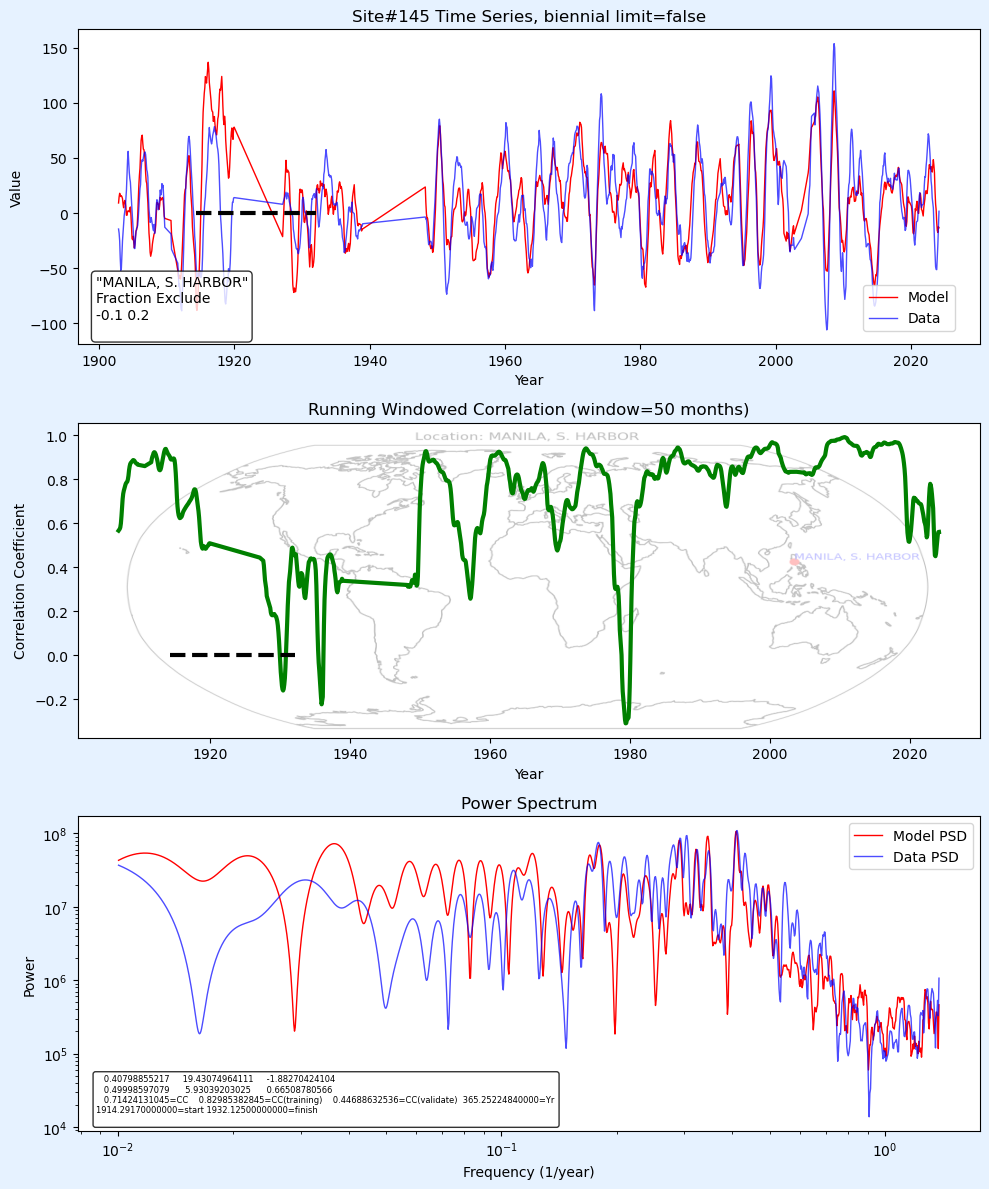 Site#145 Time Series, biennial limit=false
150
100
50
0
−50
−100
Value
"MANILA, S. HARBOR"
Fraction Exclude
-0.1 0.2
Model
Data
1900 1920 1940 1960 1980 2000 2020
Year
Running Windowed Correlation (window=50 months)
Location: MANILA, S. HARBOR
1.0
0.8
0.6
0.4
0.2
0.0
−0.2
Correlation Coefficient
MANILA, S. HARBOR
1920 1940 1960 1980 2000 2020
Year
Power Spectrum
10^8
10^7
10^6
10^5
10^4
Power
Model PSD
Data PSD
0.40798855217 19.43074964111 -1.88270424104
0.49998597079 5.93039203025 0.66508780566
0.71424131045=CC 0.82985382845=CC(training) 0.44688632536=CC(validate) 365.25224840000=Yr
1914.29170000000=start 1932.12500000000=finish
10^−2 10^−1 10^0
Frequency (1/year)